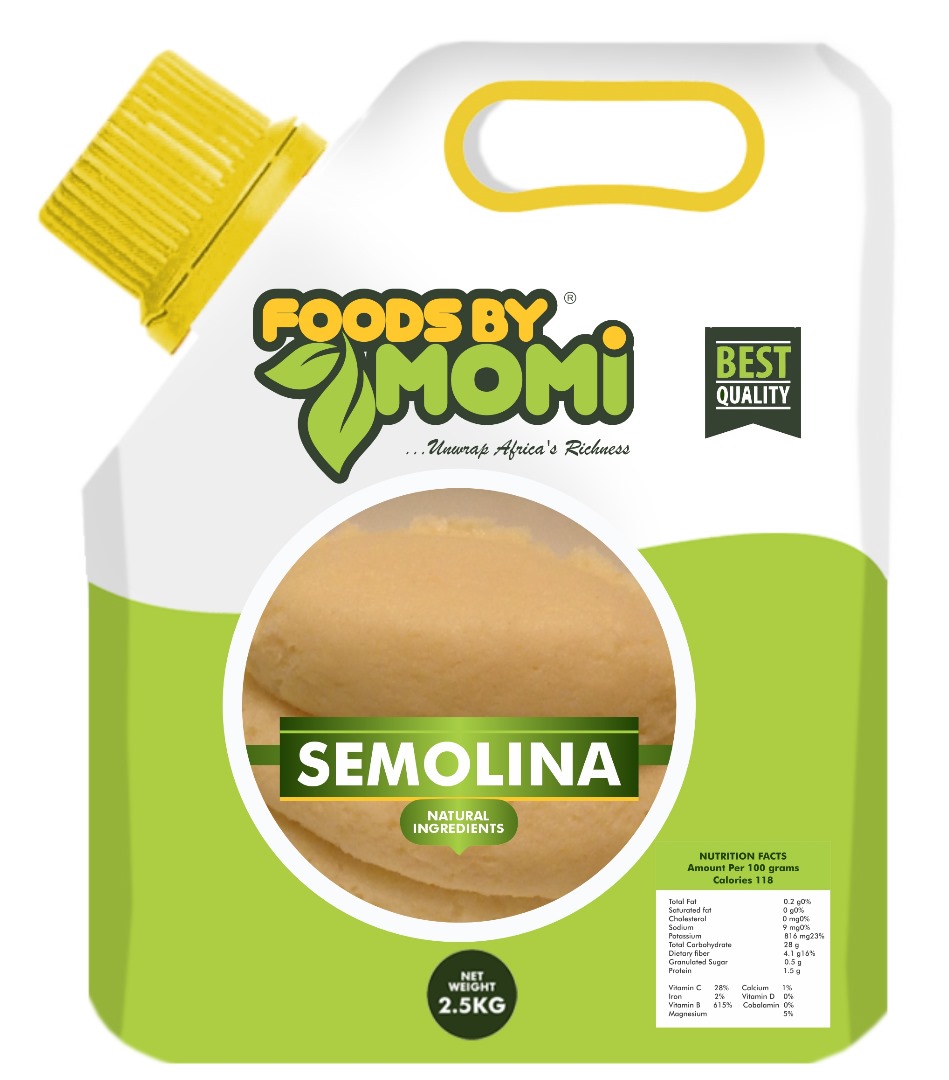 FOODS BY ®
MOMi
...Unwrap Africa's Richness
BEST
QUALITY
SEMOLINA
NATURAL
INGREDIENTS
NET
WEIGHT
2.5KG
NUTRITION FACTS
Amount Per 100 grams
Calories 118
Total Fat 0.2 g0%
Saturated fat 0 g0%
Cholesterol 0 mg0%
Sodium 9 mg0%
Potassium 816 mg23%
Total Carbohydrate 28 g
Dietary fiber 4.1 g16%
Granulated Sugar 0.5 g
Protein 1.5 g
Vitamin C 28% Calcium 1%
Iron 2% Vitamin D 0%
Vitamin B 615% Cobalamin 0%
Magnesium 5%